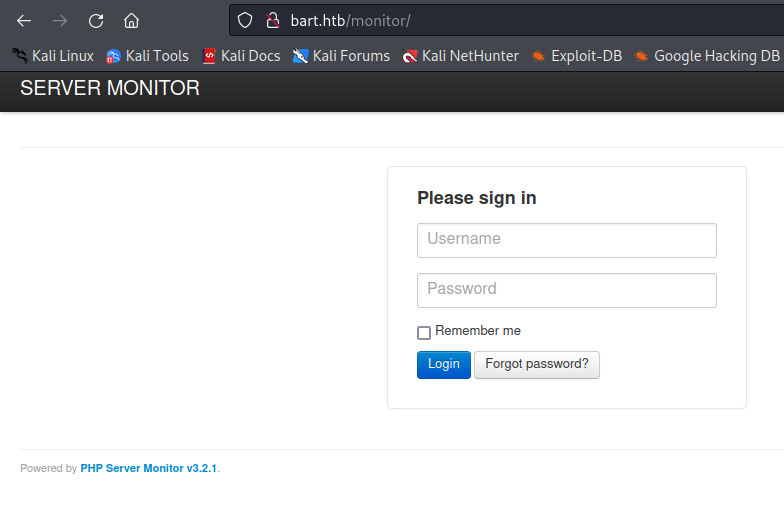 bart.htb/monitor/
Kali Linux Kali Tools Kali Docs Kali Forums Kali NetHunter Exploit-DB Google Hacking DB
SERVER MONITOR
Please sign in
Username
Password
Remember me
Login Forgot password?
Powered by PHP Server Monitor v3.2.1.